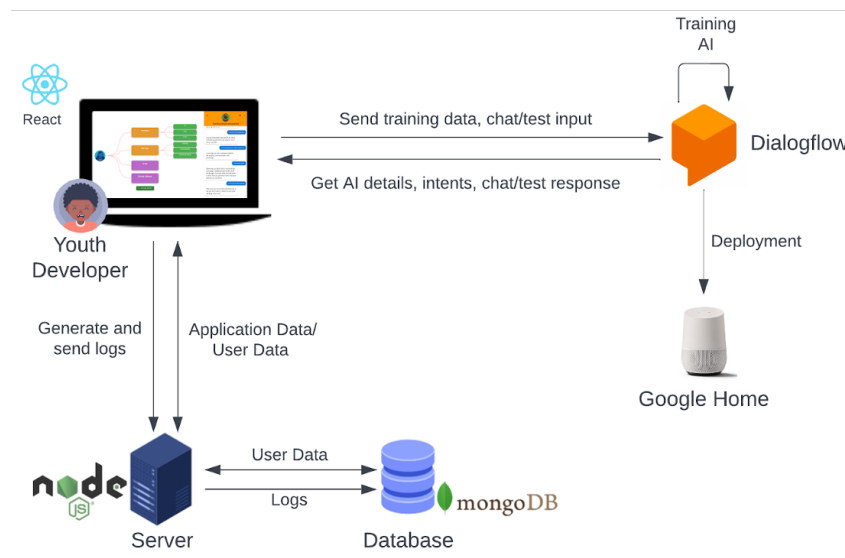 Training
AI
React
Send training data, chat/test input
Dialogflow
Get AI details, intents, chat/test response
Youth
Developer
Deployment
Generate and
send logs
Application Data/
User Data
Google Home
User Data
node
JS
Logs
mongoDB
Server
Database